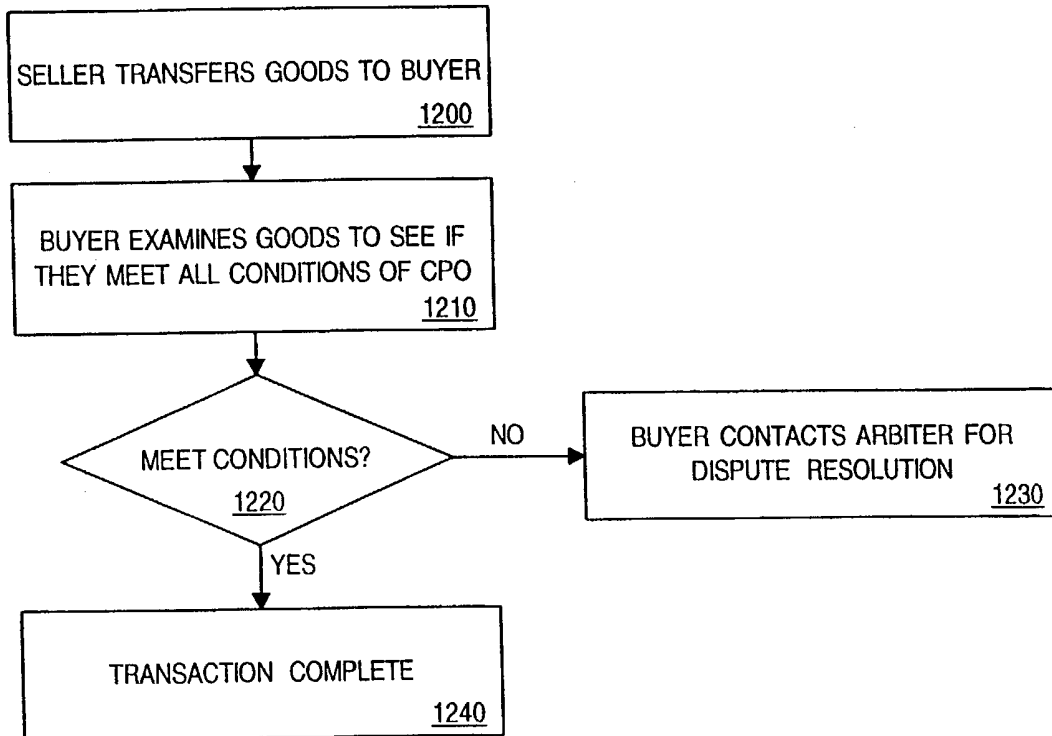 SELLER TRANSFERS GOODS TO BUYER
1200
BUYER EXAMINES GOODS TO SEE IF
THEY MEET ALL CONDITIONS OF CPO
1210
MEET CONDITIONS?
1220
NO
BUYER CONTACTS ARBITER FOR
DISPUTE RESOLUTION
1230
YES
TRANSACTION COMPLETE
1240